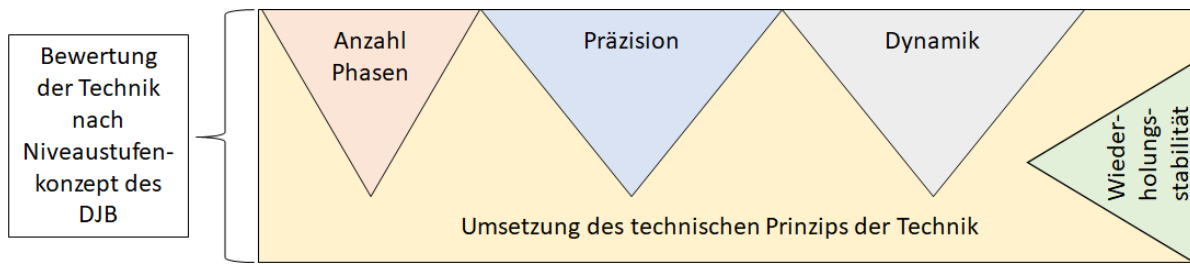 Bewertung
der Technik
nach
Niveaustufen-
konzept des
DJB
Anzahl
Phasen
Präzision
Dynamik
Wieder-
holungs-
stabilität
Umsetzung des technischen Prinzips der Technik